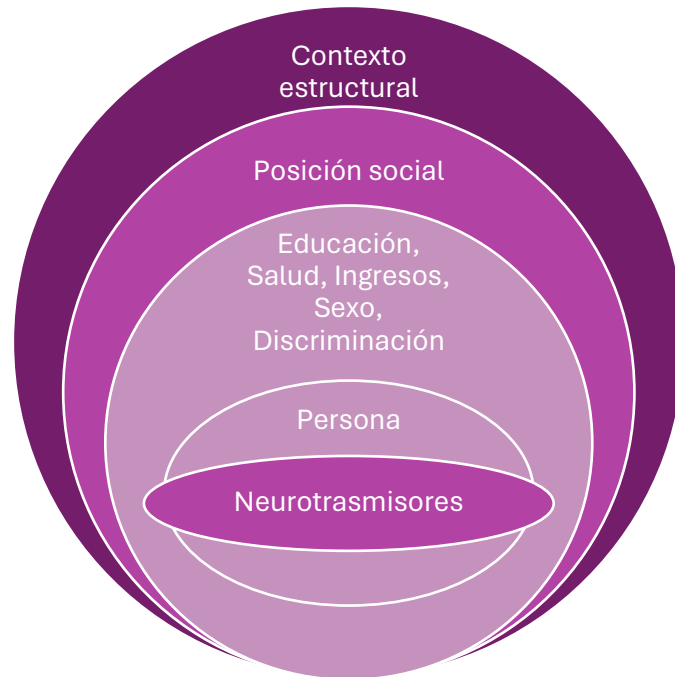 Contexto
estructural
Posición social
Educación,
Salud, Ingresos,
Sexo,
Discriminación
Persona
Neurotrasmisores